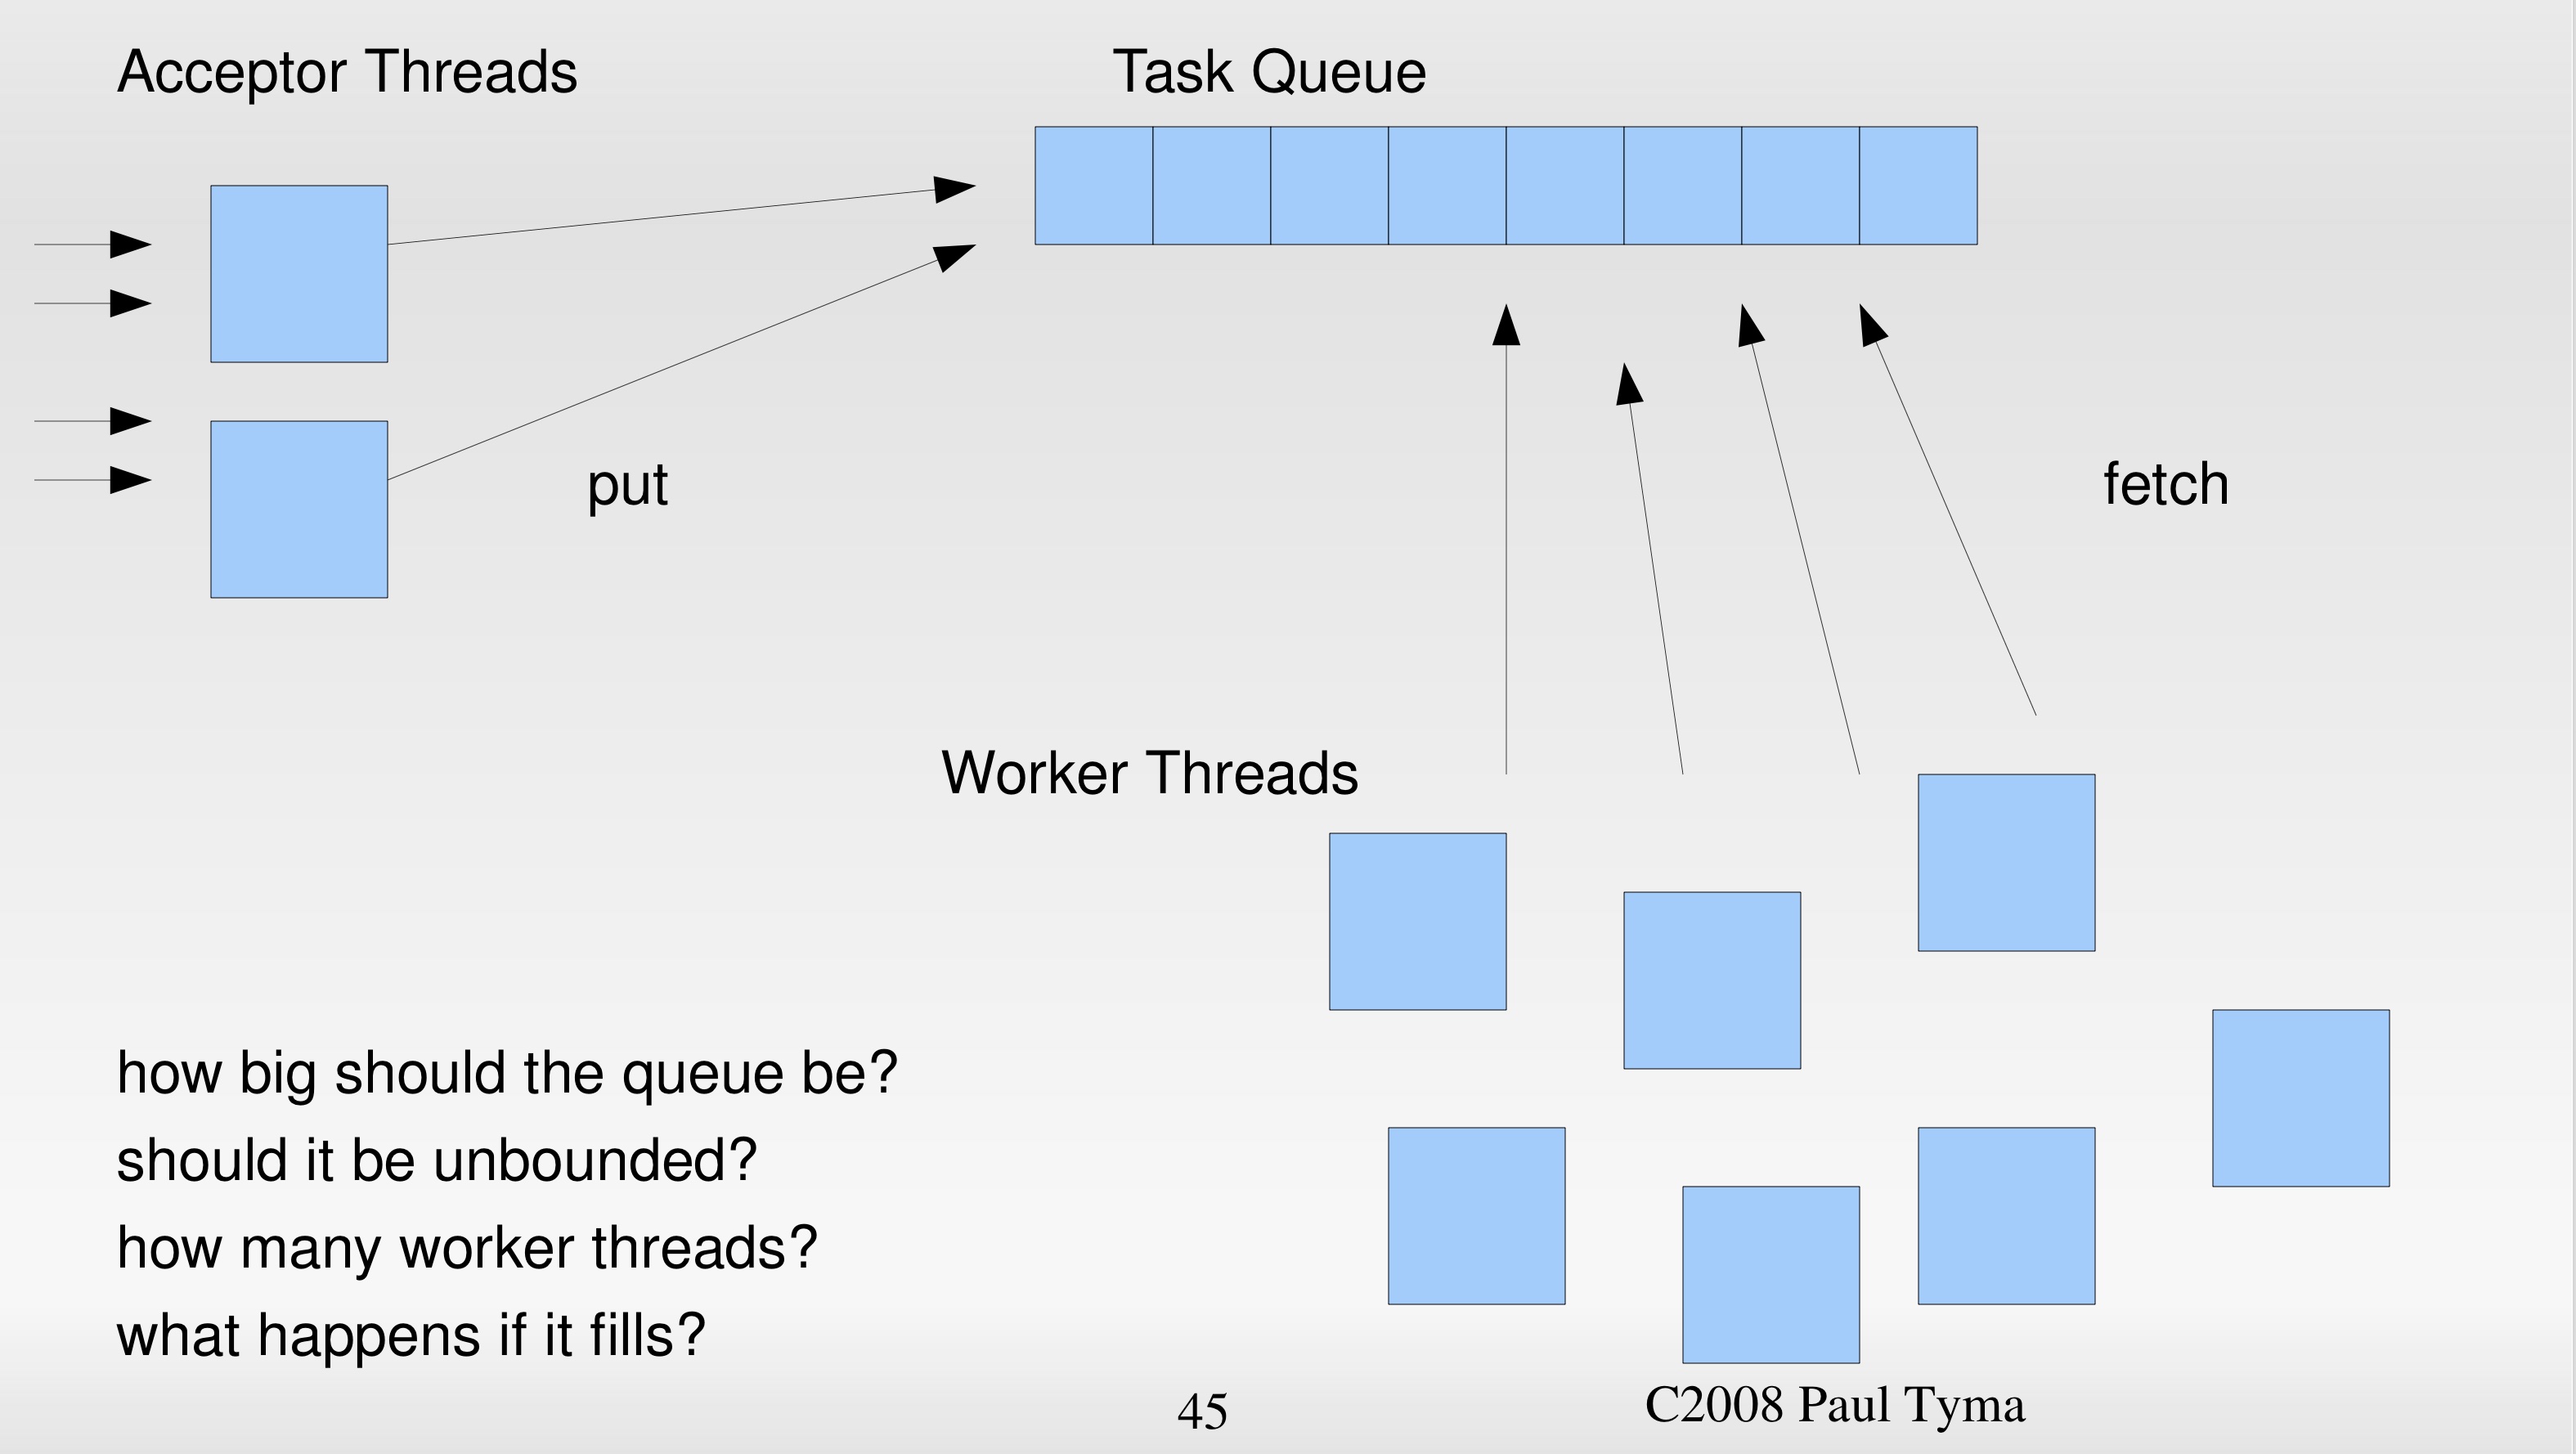 Acceptor Threads
Task Queue
put
fetch
Worker Threads
how big should the queue be?
should it be unbounded?
how many worker threads?
what happens if it fills?
45
C2008 Paul Tyma